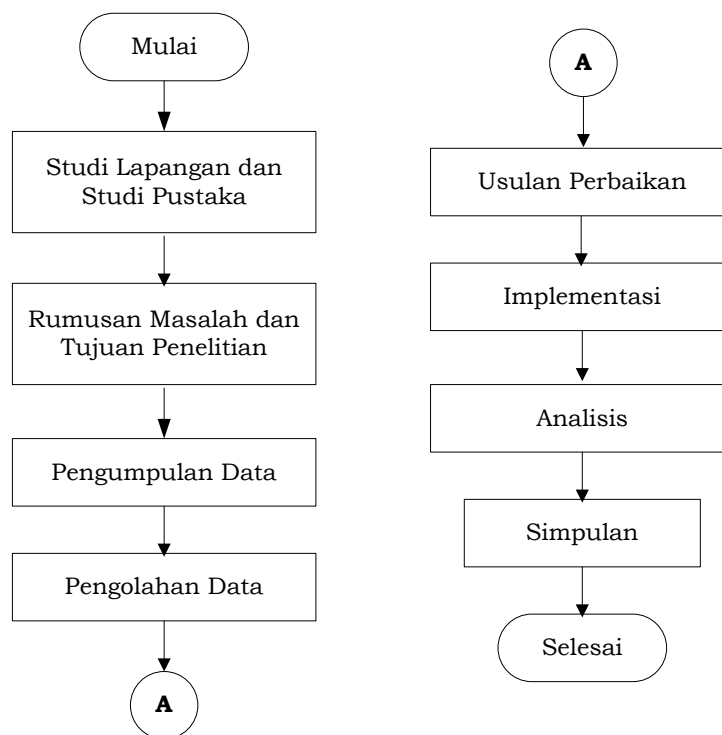 Mulai
Studi Lapangan dan
Studi Pustaka
Rumusan Masalah dan
Tujuan Penelitian
Pengumpulan Data
Pengolahan Data
A
A
Usulan Perbaikan
Implementasi
Analisis
Simpulan
Selesai